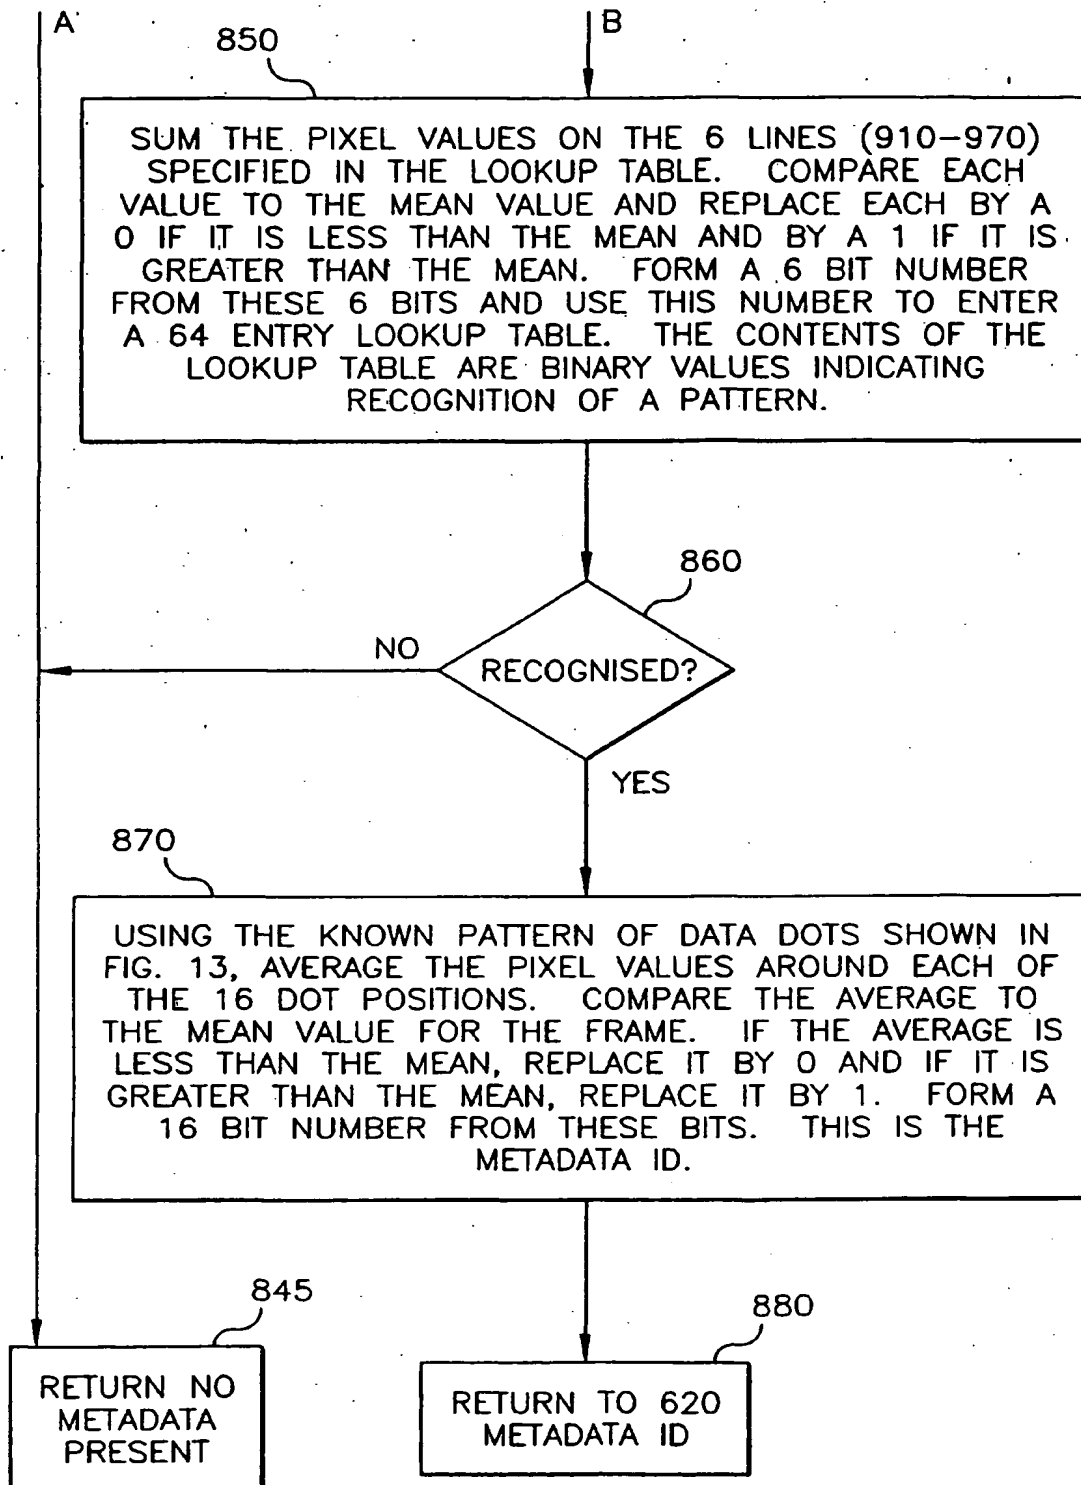 A
B
850
SUM THE PIXEL VALUES ON THE 6 LINES (910-970)
SPECIFIED IN THE LOOKUP TABLE. COMPARE EACH
VALUE TO THE MEAN VALUE AND REPLACE EACH BY A
0 IF IT IS LESS THAN THE MEAN AND BY A 1 IF IT IS
GREATER THAN THE MEAN. FORM A 6 BIT NUMBER
FROM THESE 6 BITS AND USE THIS NUMBER TO ENTER
A 64 ENTRY LOOKUP TABLE. THE CONTENTS OF THE
LOOKUP TABLE ARE BINARY VALUES INDICATING
RECOGNITION OF A PATTERN.
860
NO
RECOGNISED?
YES
870
USING THE KNOWN PATTERN OF DATA DOTS SHOWN IN
FIG. 13, AVERAGE THE PIXEL VALUES AROUND EACH OF
THE 16 DOT POSITIONS. COMPARE THE AVERAGE TO
THE MEAN VALUE FOR THE FRAME. IF THE AVERAGE IS
LESS THAN THE MEAN, REPLACE IT BY 0 AND IF IT IS
GREATER THAN THE MEAN, REPLACE IT BY 1. FORM A
16 BIT NUMBER FROM THESE BITS. THIS IS THE
METADATA ID.
845
RETURN NO
METADATA
PRESENT
880
RETURN TO 620
METADATA ID